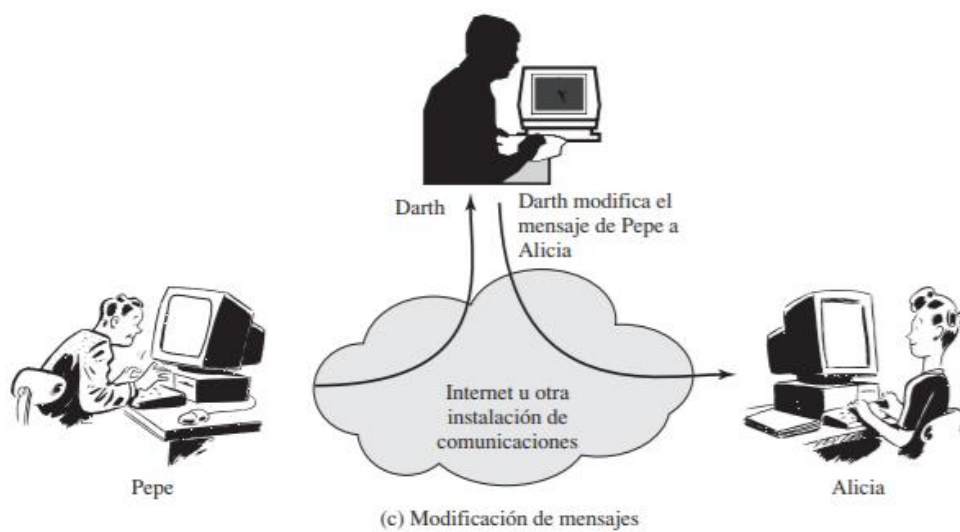 Darth
Darth modifica el
mensaje de Pepe a
Alicia
Internet u otra
instalación de
comunicaciones
Pepe
Alicia
(c) Modificación de mensajes